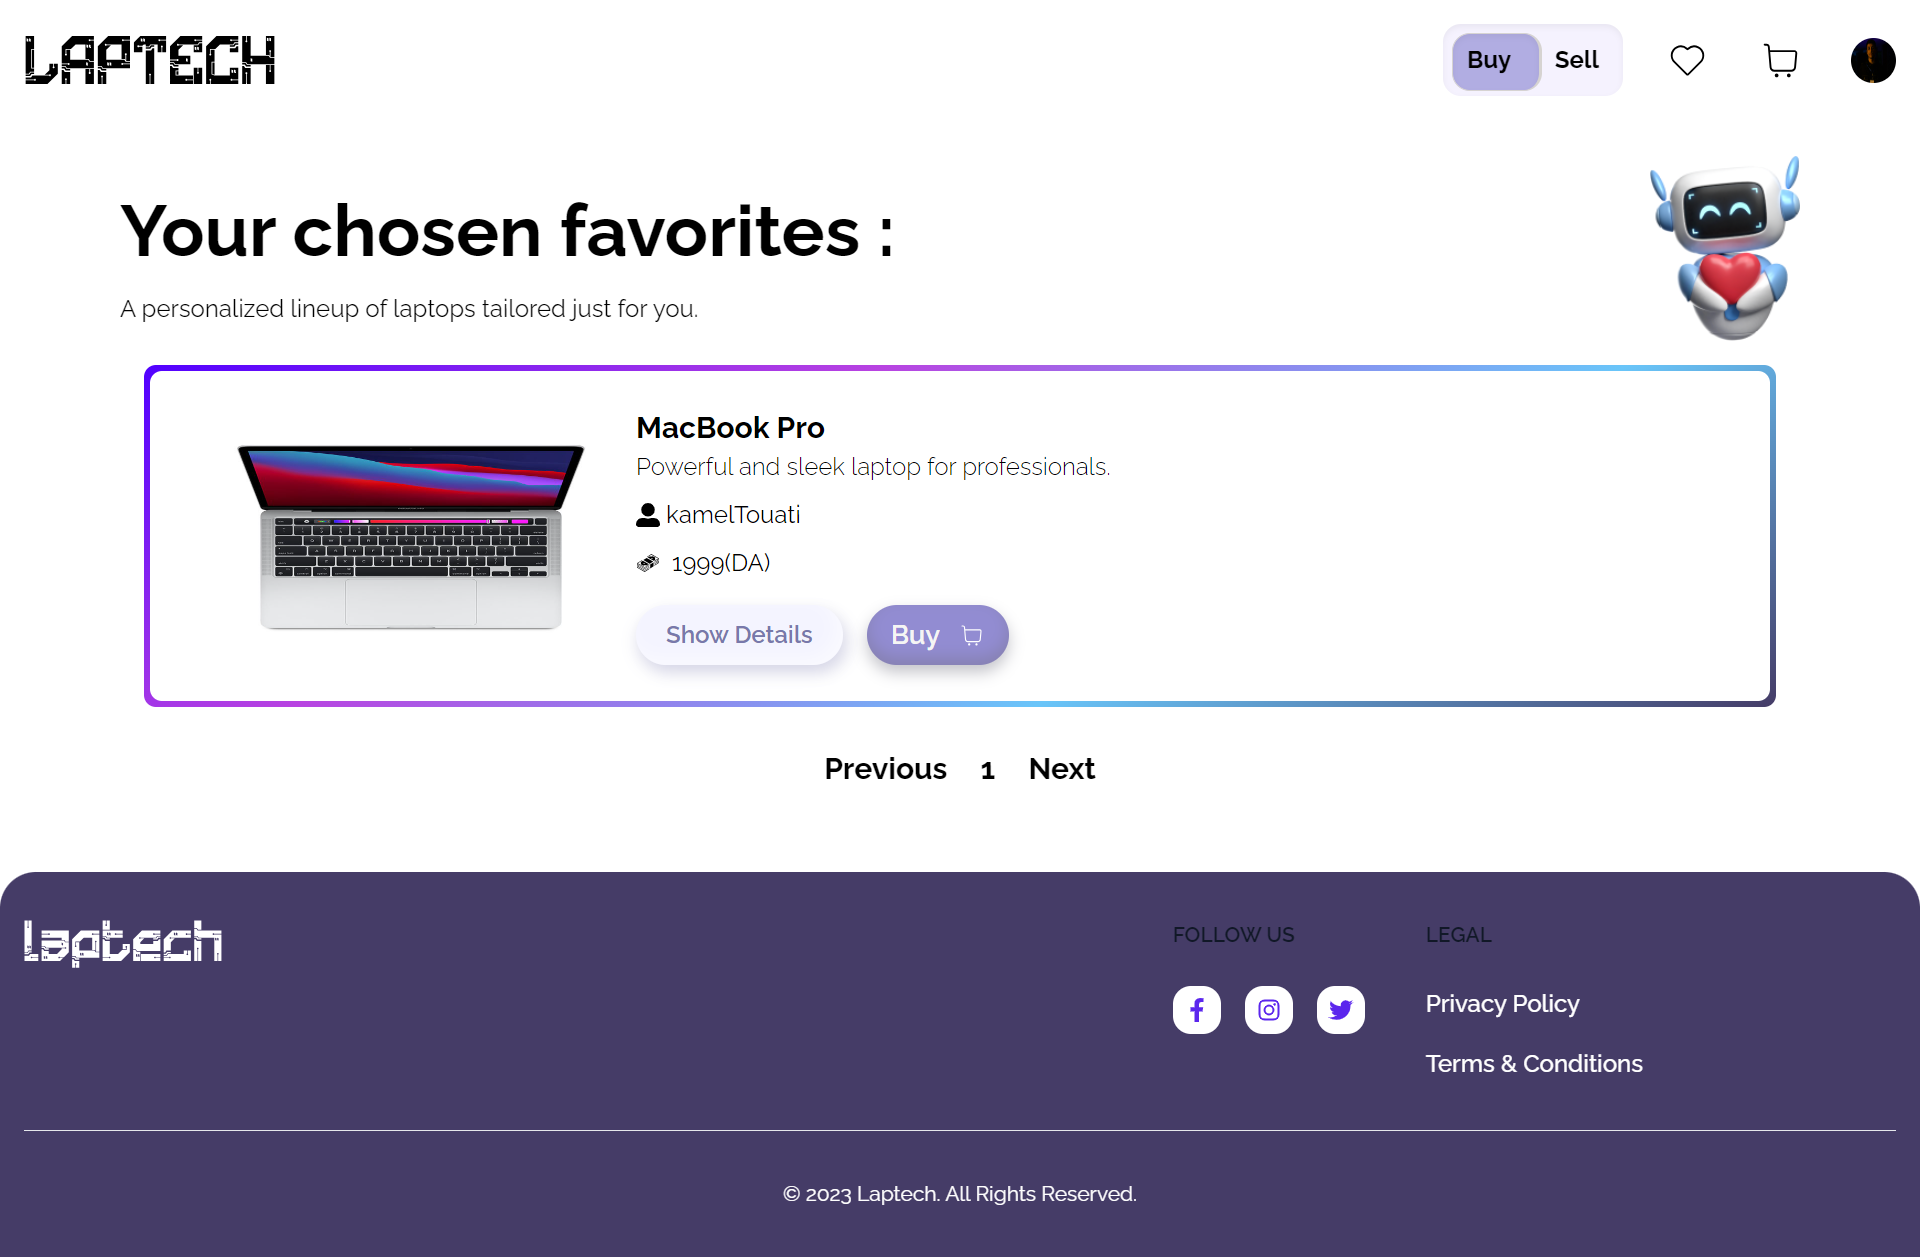 LAPTECH
Buy Sell
Your chosen favorites :
A personalized lineup of laptops tailored just for you.
MacBook Pro
Powerful and sleek laptop for professionals.
kamelTouati
1999(DA)
Show Details
Buy
Previous 1 Next
laptech
FOLLOW US
LEGAL
Privacy Policy
Terms & Conditions
© 2023 Laptech. All Rights Reserved.